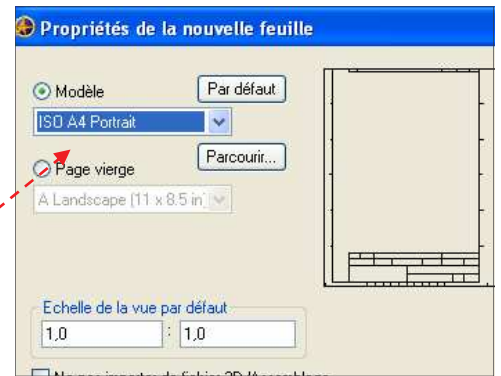 Propriétés de la nouvelle feuille
Modèle
Par défaut
ISO A4 Portrait
Page vierge
Parcourir...
A Landscape (11 x 8.5 in)
Echelle de la vue par défaut
1,0 : 1,0